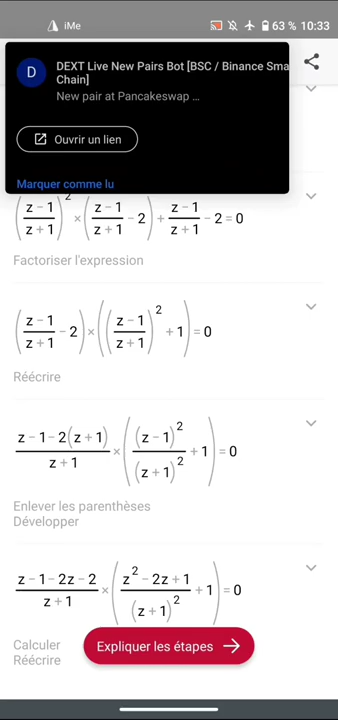 iMe 63 % 10:33
D
DEXT Live New Pairs Bot [BSC / Binance Sma
Chain]
New pair at Pancakeswap ...
Ouvrir un lien
Marquer comme lu
((z−1)/(z+1))² × ((z−1)/(z+1) − 2) + (z−1)/(z+1) − 2 = 0
Factoriser l'expression
((z−1)/(z+1) − 2) × (((z−1)/(z+1))² + 1) = 0
Réécrire
(z−1−2(z+1))/(z+1) × ((z−1)²/(z+1)² + 1) = 0
Enlever les parenthèses
Développer
(z−1−2z−2)/(z+1) × ((z²−2z+1)/(z+1)² + 1) = 0
Calculer
Réécrire
Expliquer les étapes